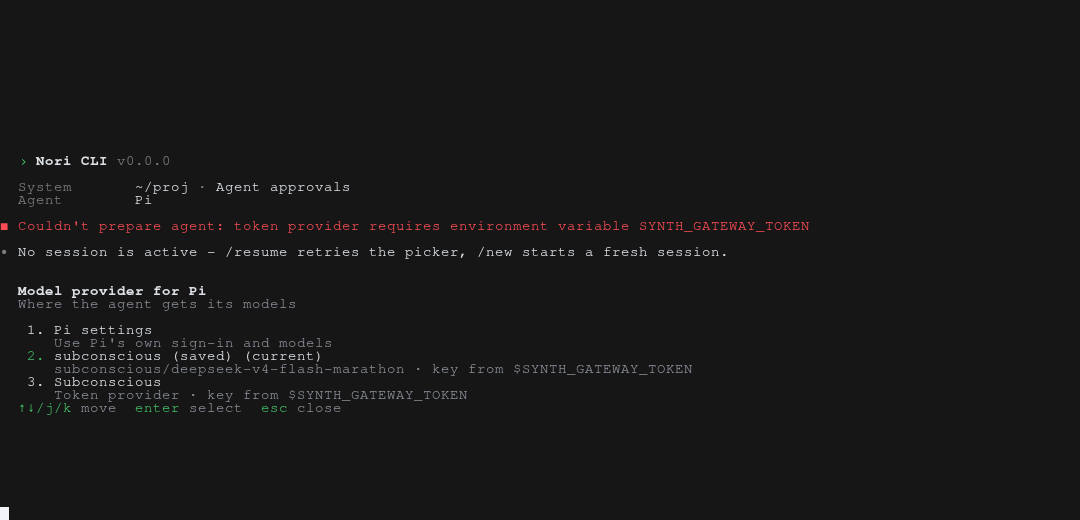 › Nori CLI v0.0.0
System ~/proj · Agent approvals
Agent Pi
■ Couldn't prepare agent: token provider requires environment variable SYNTH_GATEWAY_TOKEN
• No session is active – /resume retries the picker, /new starts a fresh session.
Model provider for Pi
Where the agent gets its models
1. Pi settings
Use Pi's own sign-in and models
2. subconscious (saved) (current)
subconscious/deepseek-v4-flash-marathon · key from $SYNTH_GATEWAY_TOKEN
3. Subconscious
Token provider · key from $SYNTH_GATEWAY_TOKEN
↑↓/j/k move enter select esc close